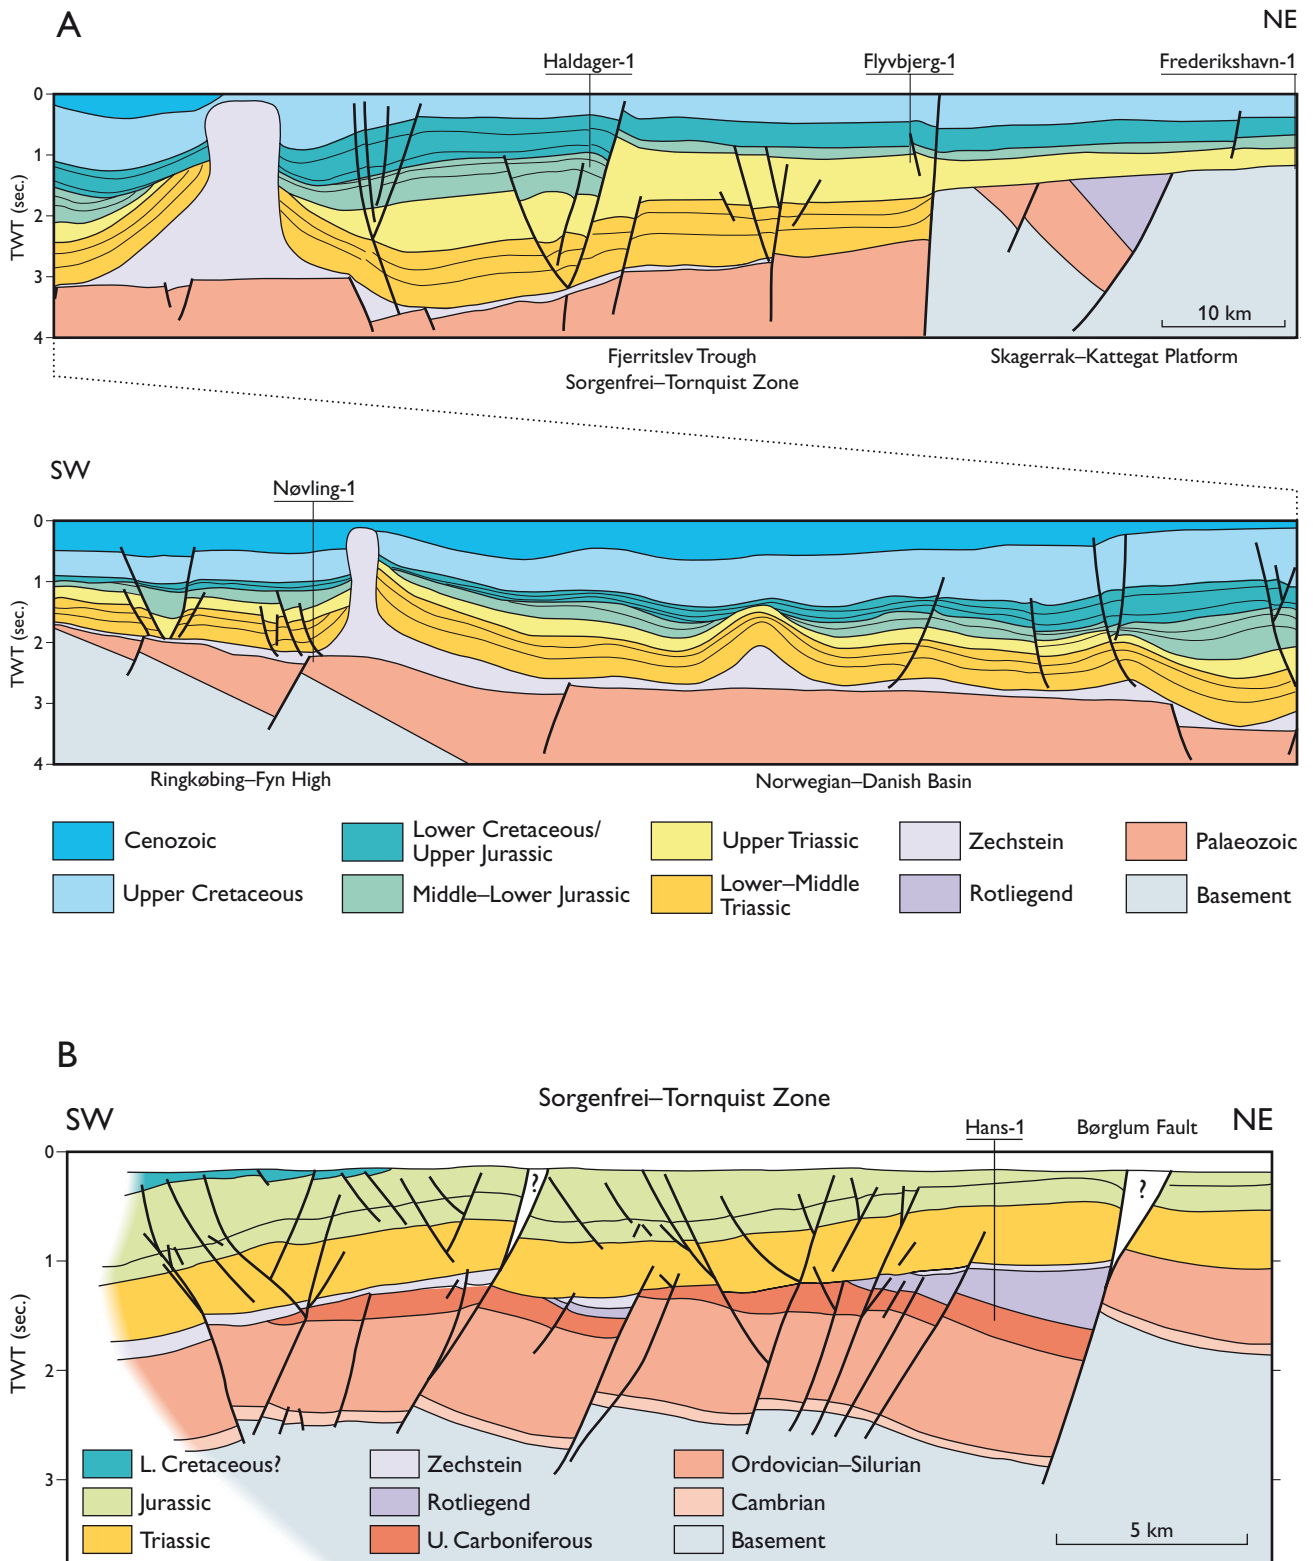 A
NE
Haldager-1
Flyvbjerg-1
Frederikshavn-1
0
1
2
3
4
TWT (sec.)
10 km
Fjerritslev Trough
Skagerrak–Kattegat Platform
Sorgenfrei–Tornquist Zone
SW
Nøvling-1
0
1
2
3
4
TWT (sec.)
Ringkøbing–Fyn High
Norwegian–Danish Basin
Cenozoic
Lower Cretaceous/
Upper Jurassic
Upper Triassic
Zechstein
Palaeozoic
Upper Cretaceous
Middle–Lower Jurassic
Lower–Middle
Triassic
Rotliegend
Basement
B
Sorgenfrei–Tornquist Zone
SW
Hans-1
Børglum Fault
NE
0
1
2
3
TWT (sec.)
?
?
L. Cretaceous?
Zechstein
Ordovician–Silurian
Jurassic
Rotliegend
Cambrian
Triassic
U. Carboniferous
Basement
5 km